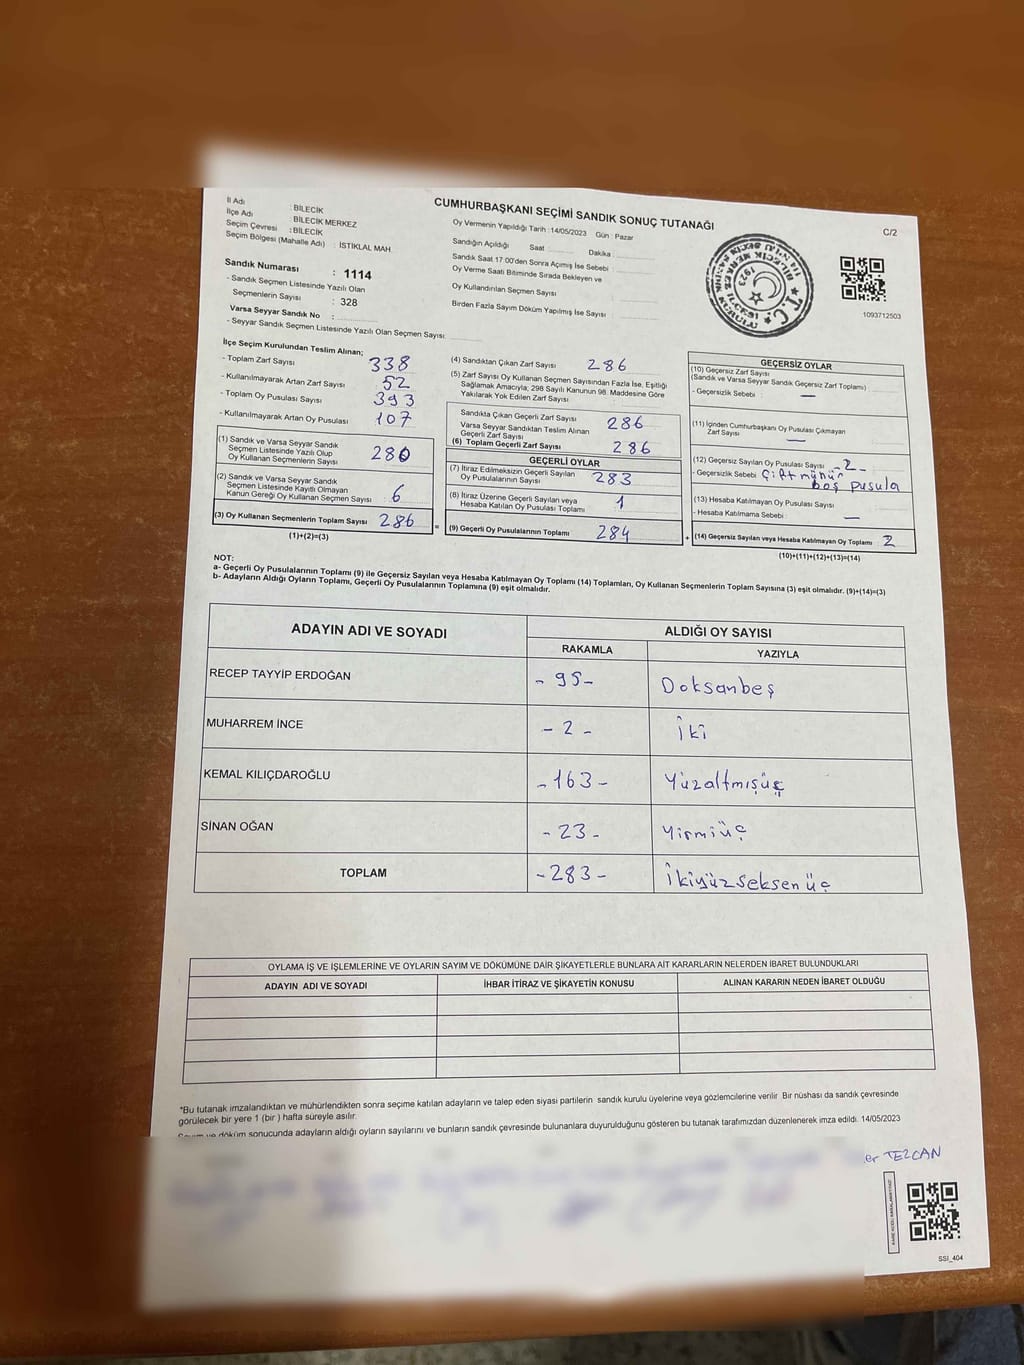 CUMHURBAŞKANI SEÇİMİ SANDIK SONUÇ TUTANAĞI
C/2
İl Adı : BİLECİK
İlçe Adı : BİLECİK MERKEZ
Seçim Çevresi : BİLECİK
Seçim Bölgesi (Mahalle Adı) : İSTİKLAL MAH.
Sandık Numarası : 1114
- Sandık Seçmen Listesinde Yazılı Olan
Seçmenlerin Sayısı : 328
Varsa Seyyar Sandık No :
- Seyyar Sandık Seçmen Listesinde Yazılı Olan Seçmen Sayısı
Oy Vermenin Yapıldığı Tarih : 14/05/2023 Gün : Pazar
Sandığın Açıldığı Saat Dakika :
Sandık Saat 17.00'den Sonra Açımış İse Sebebi :
Oy Verme Saati Bitiminde Sırada Bekleyen ve
Oy Kullandırılan Seçmen Sayısı :
Birden Fazla Sayım Döküm Yapılmış İse Sayısı :
1093712503
İlçe Seçim Kurulundan Teslim Alınan;
- Toplam Zarf Sayısı : 338
- Kullanılmayarak Artan Zarf Sayısı : 52
- Toplam Oy Pusulası Sayısı : 393
- Kullanılmayarak Artan Oy Pusulası : 107
(1) Sandık ve Varsa Seyyar Sandık
Seçmen Listesinde Yazılı Olup
Oy Kullanan Seçmenlerin Sayısı : 280
(2) Sandık ve Varsa Seyyar Sandık
Seçmen Listesinde Kayıtlı Olmayan
Kanun Gereği Oy Kullanan Seçmen Sayısı : 6
(3) Oy Kullanan Seçmenlerin Toplam Sayısı 286
(1)+(2)=(3)
(4) Sandıktan Çıkan Zarf Sayısı : 286
(5) Zarf Sayısı Oy Kullanan Seçmen Sayısından Fazla İse, Eşitliği
Sağlamak Amacıyla; 298 Sayılı Kanunun 98. Maddesine Göre
Yakılarak Yok Edilen Zarf Sayısı :
Sandıkta Çıkan Geçerli Zarf Sayısı : 286
Varsa Seyyar Sandıktan Teslim Alınan
Geçerli Zarf Sayısı :
(6) Toplam Geçerli Zarf Sayısı : 286
GEÇERLİ OYLAR
(7) İtiraz Edilmeksizin Geçerli Sayılan
Oy Pusulalarının Sayısı : 283
(8) İtiraz Üzerine Geçerli Sayılan veya
Hesaba Katılan Oy Pusulası Toplamı : 1
= (9) Geçerli Oy Pusulalarının Toplamı : 284
GEÇERSİZ OYLAR
(10) Geçersiz Zarf Sayısı
(Sandık ve Varsa Seyyar Sandık Geçersiz Zarf Toplamı) :
- Geçersizlik Sebebi : —
(11) İçinden Cumhurbaşkanı Oy Pusulası Çıkmayan
Zarf Sayısı : —
(12) Geçersiz Sayılan Oy Pusulası Sayısı : -2-
- Geçersizlik Sebebi : Çift mühür
boş pusula
(13) Hesaba Katılmayan Oy Pusulası Sayısı :
- Hesaba Katılmama Sebebi : —
+ (14) Geçersiz Sayılan veya Hesaba Katılmayan Oy Toplamı : 2
(10)+(11)+(12)+(13)=(14)
NOT:
a- Geçerli Oy Pusulalarının Toplamı (9) ile Geçersiz Sayılan veya Hesaba Katılmayan Oy Toplamı (14) Toplamları, Oy Kullanan Seçmenlerin Toplam Sayısına (3) eşit olmalıdır. (9)+(14)=(3)
b- Adayların Aldığı Oyların Toplamı, Geçerli Oy Pusulalarının Toplamına (9) eşit olmalıdır.
ADAYIN ADI VE SOYADI ALDIĞI OY SAYISI
RAKAMLA YAZIYLA
RECEP TAYYİP ERDOĞAN - 95 - Doksanbeş
MUHARREM İNCE - 2 - İki
KEMAL KILIÇDAROĞLU - 163 - Yüzaltmışüç
SİNAN OĞAN - 23 - Yirmiüç
TOPLAM - 283 - İkiyüzseksenüç
OYLAMA İŞ VE İŞLEMLERİNE VE OYLARIN SAYIM VE DÖKÜMÜNE DAİR ŞİKAYETLERLE BUNLARA AİT KARARLARIN NELERDEN İBARET BULUNDUKLARI
ADAYIN ADI VE SOYADI İHBAR İTİRAZ VE ŞİKAYETİN KONUSU ALINAN KARARIN NEDEN İBARET OLDUĞU
*Bu tutanak imzalandıktan ve mühürlendikten sonra seçime katılan adayların ve talep eden siyasi partilerin sandık kurulu üyelerine veya gözlemcilerine verilir. Bir nüshası da sandık çevresinde
görülecek bir yere 1 (bir ) hafta süreyle asılır.
ve döküm sonucunda adayların aldığı oyların sayılarını ve bunların sandık çevresinde bulunanlara duyurulduğunu gösteren bu tutanak tarafımızdan düzenlenerek imza edildi. 14/05/2023
er TEZCAN
SSI_404